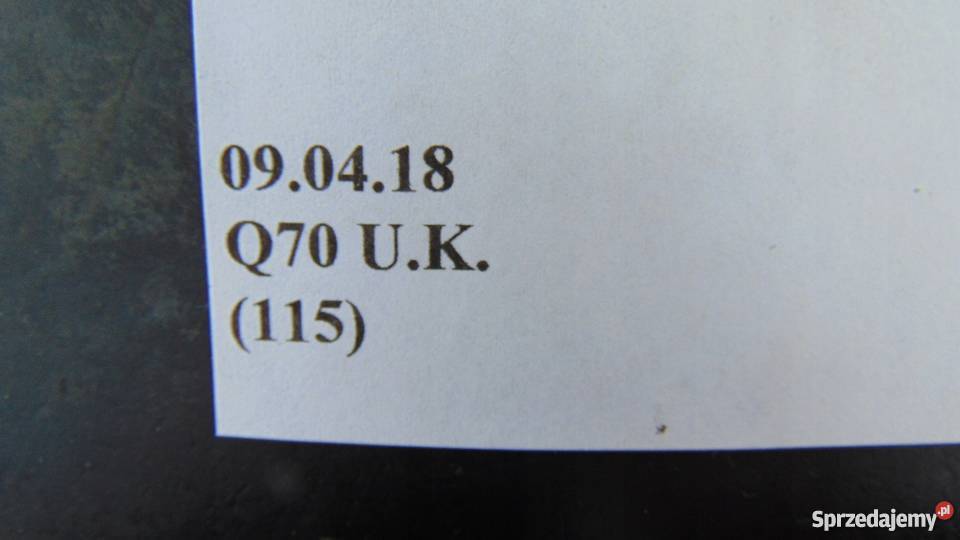 09.04.18
Q70 U.K.
(115)
Sprzedajemy.pl